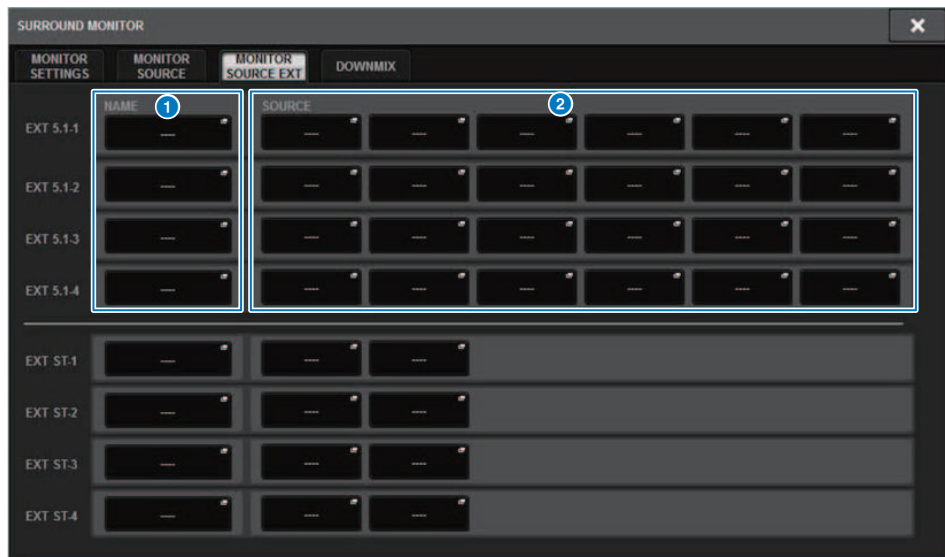 SURROUND MONITOR
MONITOR SETTINGS
MONITOR SOURCE
MONITOR SOURCE EXT
DOWNMIX
NAME 1 SOURCE 2
EXT 5.1-1 ---- ---- ---- ---- ---- ---- ----
EXT 5.1-2 ---- ---- ---- ---- ---- ---- ----
EXT 5.1-3 ---- ---- ---- ---- ---- ---- ----
EXT 5.1-4 ---- ---- ---- ---- ---- ---- ----
EXT ST-1 ---- ---- ----
EXT ST-2 ---- ---- ----
EXT ST-3 ---- ---- ----
EXT ST-4 ---- ---- ----